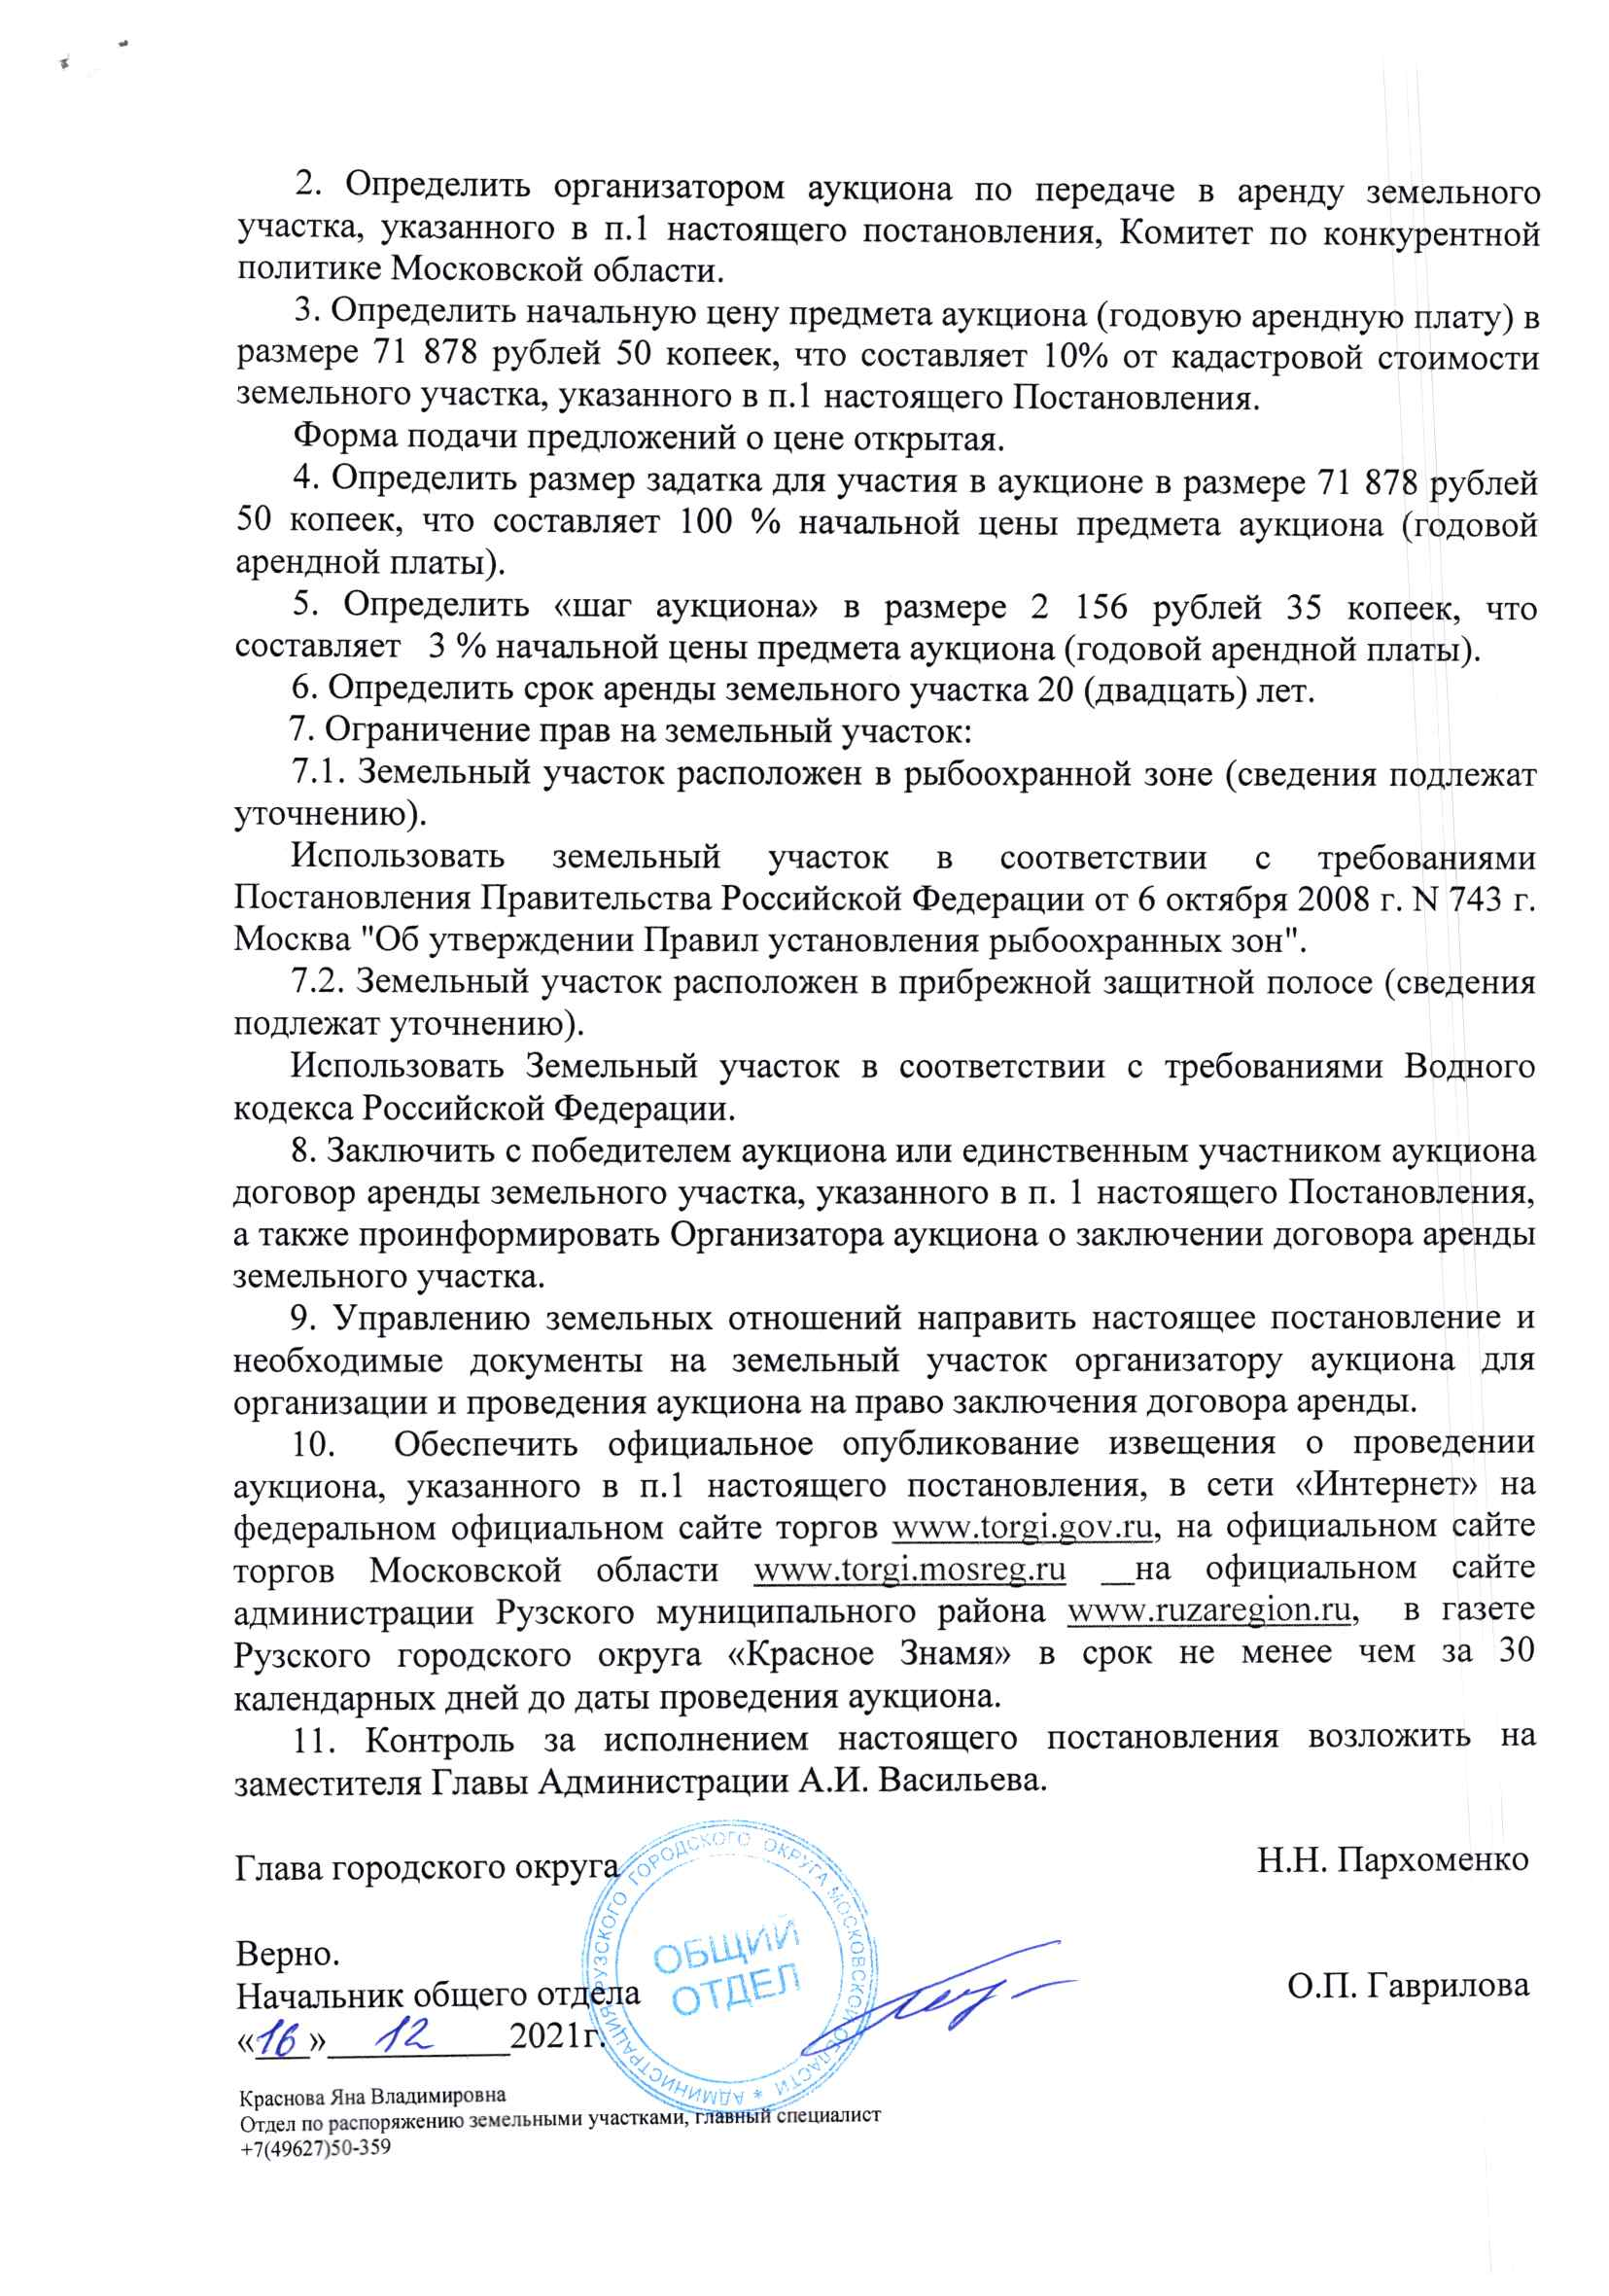 2. Определить организатором аукциона по передаче в аренду земельного
участка, указанного в п.1 настоящего постановления, Комитет по конкурентной
политике Московской области.
3. Определить начальную цену предмета аукциона (годовую арендную плату) в
размере 71 878 рублей 50 копеек, что составляет 10% от кадастровой стоимости
земельного участка, указанного в п.1 настоящего Постановления.
Форма подачи предложений о цене открытая.
4. Определить размер задатка для участия в аукционе в размере 71 878 рублей
50 копеек, что составляет 100 % начальной цены предмета аукциона (годовой
арендной платы).
5. Определить «шаг аукциона» в размере 2 156 рублей 35 копеек, что
составляет 3 % начальной цены предмета аукциона (годовой арендной платы).
6. Определить срок аренды земельного участка 20 (двадцать) лет.
7. Ограничение прав на земельный участок:
7.1. Земельный участок расположен в рыбоохранной зоне (сведения подлежат
уточнению).
Использовать земельный участок в соответствии с требованиями
Постановления Правительства Российской Федерации от 6 октября 2008 г. N 743 г.
Москва "Об утверждении Правил установления рыбоохранных зон".
7.2. Земельный участок расположен в прибрежной защитной полосе (сведения
подлежат уточнению).
Использовать Земельный участок в соответствии с требованиями Водного
кодекса Российской Федерации.
8. Заключить с победителем аукциона или единственным участником аукциона
договор аренды земельного участка, указанного в п. 1 настоящего Постановления,
а также проинформировать Организатора аукциона о заключении договора аренды
земельного участка.
9. Управлению земельных отношений направить настоящее постановление и
необходимые документы на земельный участок организатору аукциона для
организации и проведения аукциона на право заключения договора аренды.
10. Обеспечить официальное опубликование извещения о проведении
аукциона, указанного в п.1 настоящего постановления, в сети «Интернет» на
федеральном официальном сайте торгов www.torgi.gov.ru, на официальном сайте
торгов Московской области www.torgi.mosreg.ru __на официальном сайте
администрации Рузского муниципального района www.ruzaregion.ru, в газете
Рузского городского округа «Красное Знамя» в срок не менее чем за 30
календарных дней до даты проведения аукциона.
11. Контроль за исполнением настоящего постановления возложить на
заместителя Главы Администрации А.И. Васильева.
Глава городского округа Н.Н. Пархоменко
Верно.
Начальник общего отдела О.П. Гаврилова
«16» 12 2021г.
АДМИНИСТРАЦИЯ РУЗСКОГО ГОРОДСКОГО ОКРУГА МОСКОВСКОЙ ОБЛАСТИ *
ОБЩИЙ
ОТДЕЛ
Краснова Яна Владимировна
Отдел по распоряжению земельными участками, главный специалист
+7(49627)50-359